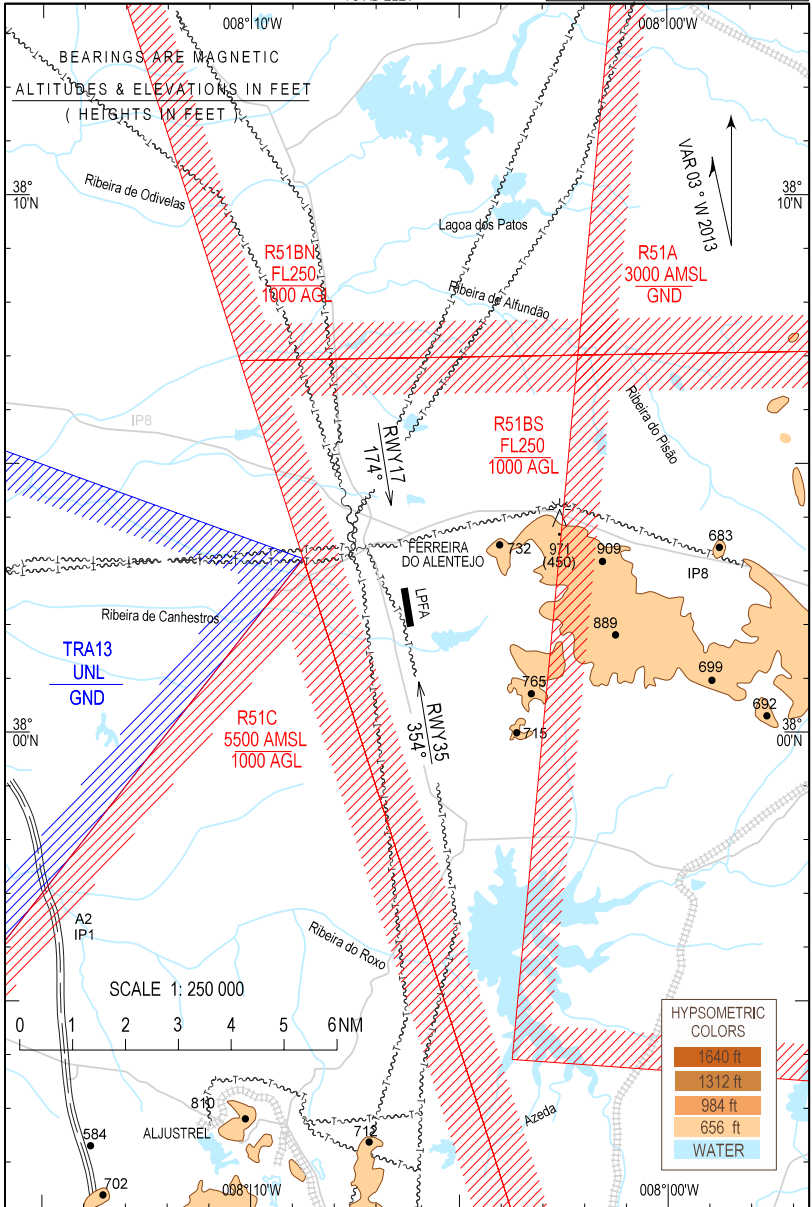 008°10'W
008°00'W
BEARINGS ARE MAGNETIC
ALTITUDES & ELEVATIONS IN FEET
( HEIGHTS IN FEET )
VAR 03 ° W 2013
38°
10'N
38°
10'N
Ribeira de Odivelas
Lagoa dos Patos
R51BN
FL250
1000 AGL
R51A
3000 AMSL
GND
Ribeira de Alfundão
IP8
Ribeira do Pisão
R51BS
FL250
1000 AGL
RWY17
174°
FERREIRA
DO ALENTEJO
732
971
(450)
909
683
IP8
LPFA
Ribeira de Canhestros
889
TRA13
UNL
GND
699
765
692
R51C
5500 AMSL
1000 AGL
RWY35
354°
715
38°
00'N
38°
00'N
A2
IP1
Ribeira do Roxo
SCALE 1: 250 000
0 1 2 3 4 5 6NM
HYPSOMETRIC
COLORS
1640 ft
1312 ft
984 ft
656 ft
WATER
810
ALJUSTREL
Azeda
584
712
702
008°10'W
008°00'W